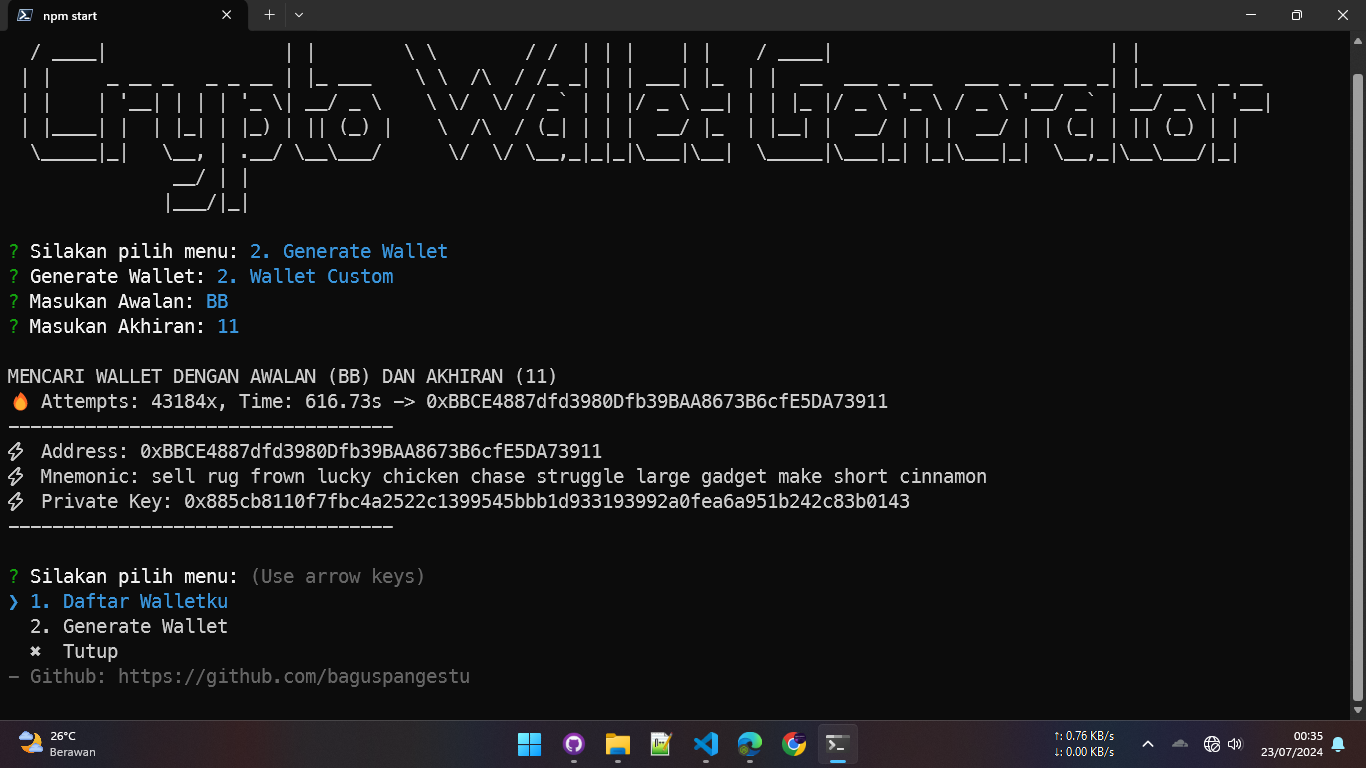 npm start
Crypto Wallet Generator
? Silakan pilih menu: 2. Generate Wallet
? Generate Wallet: 2. Wallet Custom
? Masukan Awalan: BB
? Masukan Akhiran: 11
MENCARI WALLET DENGAN AWALAN (BB) DAN AKHIRAN (11)
🔥 Attempts: 43184x, Time: 616.73s —> 0xBBCE4887dfd3980Dfb39BAA8673B6cfE5DA73911
———————————————————————————————————
⚡ Address: 0xBBCE4887dfd3980Dfb39BAA8673B6cfE5DA73911
⚡ Mnemonic: sell rug frown lucky chicken chase struggle large gadget make short cinnamon
⚡ Private Key: 0x885cb8110f7fbc4a2522c1399545bbb1d933193992a0fea6a951b242c83b0143
———————————————————————————————————
? Silakan pilih menu: (Use arrow keys)
❯ 1. Daftar Walletku
2. Generate Wallet
✖ Tutup
— Github: https://github.com/baguspangestu
26°C
Berawan
↑: 0.76 KB/s
↓: 0.00 KB/s
00:35
23/07/2024